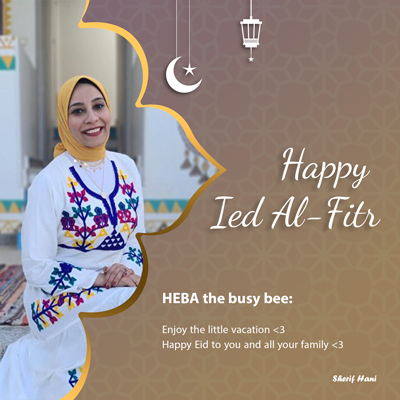 Happy
Ied Al-Fitr
HEBA the busy bee:
Enjoy the little vacation <3
Happy Eid to you and all your family <3
Sherif Hani